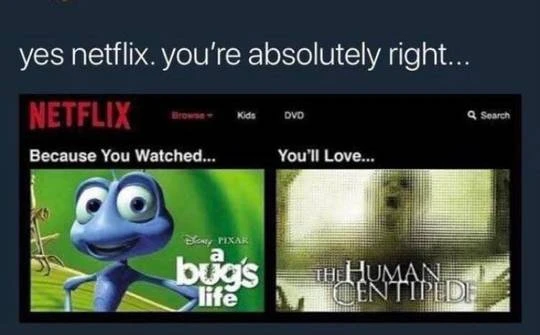 yes netflix. you're absolutely right...
NETFLIX Browse Kids DVD Search
Because You Watched... You'll Love...
Disney PIXAR
a
bug's
life
THE HUMAN
CENTIPEDE